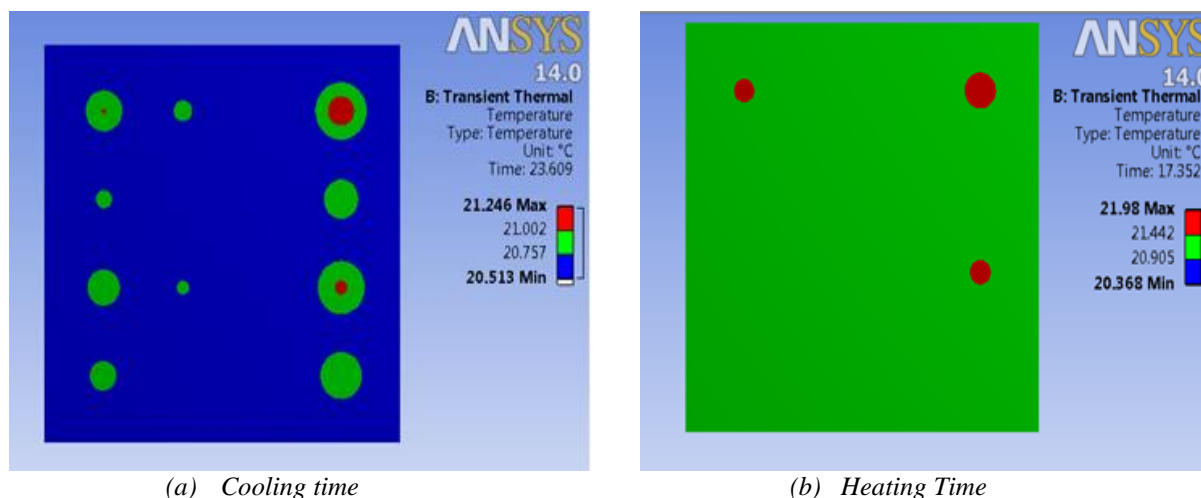 ANSYS
14.0
B: Transient Thermal
Temperature
Type: Temperature
Unit: °C
Time: 23.609
21.246 Max
21.002
20.757
20.513 Min
(a) Cooling time
ANSYS
14.0
B: Transient Thermal
Temperature
Type: Temperature
Unit: °C
Time: 17.352
21.98 Max
21.442
20.905
20.368 Min
(b) Heating Time